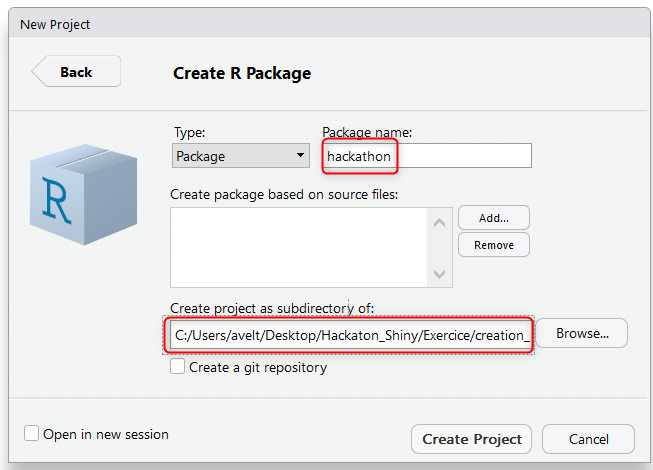 New Project
Back
Create R Package
Type:
Package name:
Package
hackathon
R
Create package based on source files:
Add...
Remove
Create project as subdirectory of:
C:/Users/avelt/Desktop/Hackaton_Shiny/Exercice/creation_
Browse...
Create a git repository
Open in new session
Create Project
Cancel